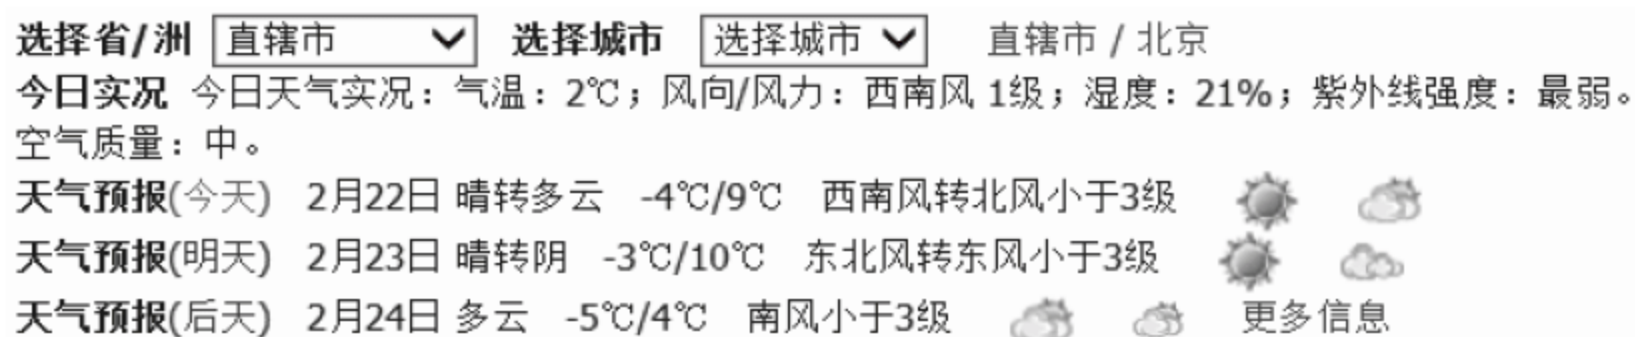 选择省/洲 直辖市 选择城市 选择城市 直辖市 / 北京
今日实况 今日天气实况：气温：2℃；风向/风力：西南风 1级；湿度：21%；紫外线强度：最弱。
空气质量：中。
天气预报(今天) 2月22日 晴转多云 -4℃/9℃ 西南风转北风小于3级
天气预报(明天) 2月23日 晴转阴 -3℃/10℃ 东北风转东风小于3级
天气预报(后天) 2月24日 多云 -5℃/4℃ 南风小于3级 更多信息